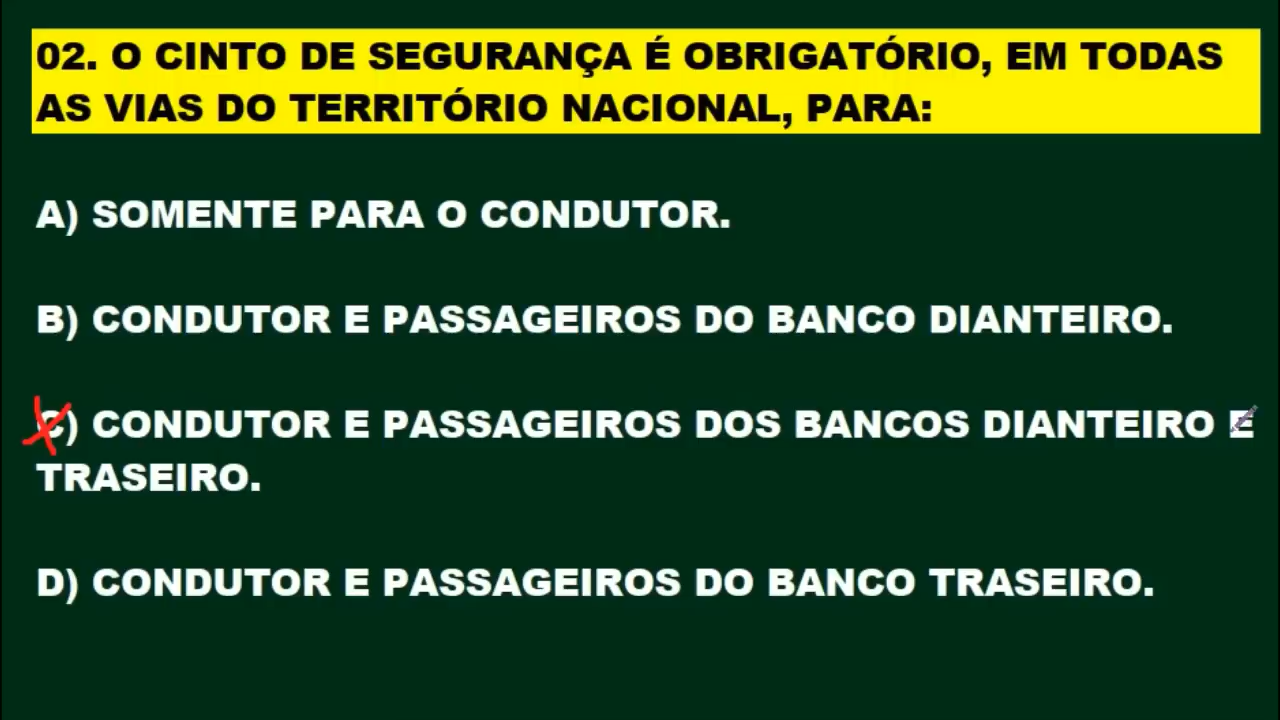 02. O CINTO DE SEGURANÇA É OBRIGATÓRIO, EM TODAS
AS VIAS DO TERRITÓRIO NACIONAL, PARA:
A) SOMENTE PARA O CONDUTOR.
B) CONDUTOR E PASSAGEIROS DO BANCO DIANTEIRO.
C) CONDUTOR E PASSAGEIROS DOS BANCOS DIANTEIRO E
TRASEIRO.
D) CONDUTOR E PASSAGEIROS DO BANCO TRASEIRO.